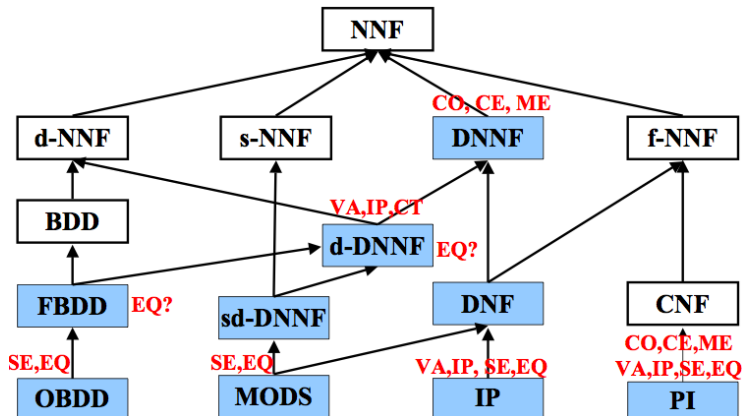 NNF
CO, CE, ME
d-NNF s-NNF DNNF f-NNF
VA,IP,CT
BDD
d-DNNF EQ?
FBDD EQ? sd-DNNF DNF CNF
CO,CE,ME
SE,EQ SE,EQ VA,IP, SE,EQ VA,IP,SE,EQ
OBDD MODS IP PI